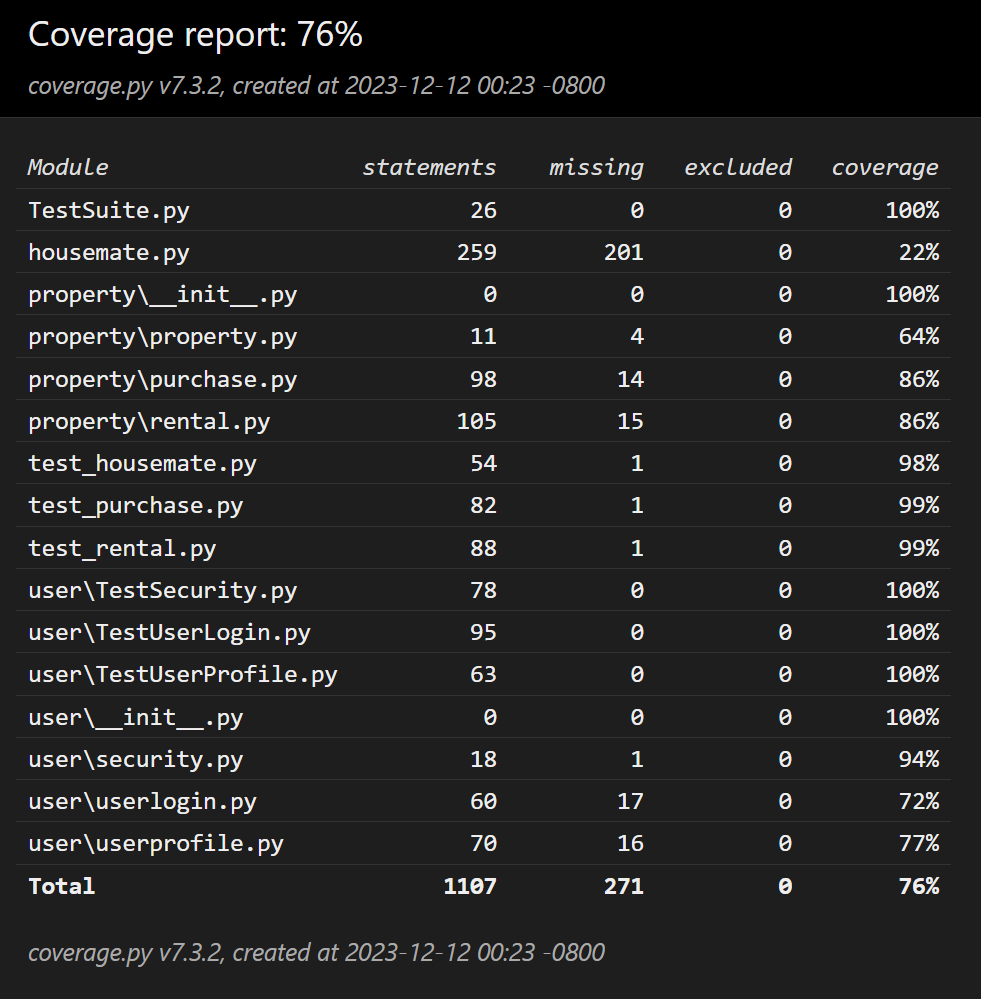 Coverage report: 76%
coverage.py v7.3.2, created at 2023-12-12 00:23 -0800
Module statements missing excluded coverage
TestSuite.py 26 0 0 100%
housemate.py 259 201 0 22%
property\__init__.py 0 0 0 100%
property\property.py 11 4 0 64%
property\purchase.py 98 14 0 86%
property\rental.py 105 15 0 86%
test_housemate.py 54 1 0 98%
test_purchase.py 82 1 0 99%
test_rental.py 88 1 0 99%
user\TestSecurity.py 78 0 0 100%
user\TestUserLogin.py 95 0 0 100%
user\TestUserProfile.py 63 0 0 100%
user\__init__.py 0 0 0 100%
user\security.py 18 1 0 94%
user\userlogin.py 60 17 0 72%
user\userprofile.py 70 16 0 77%
Total 1107 271 0 76%
coverage.py v7.3.2, created at 2023-12-12 00:23 -0800